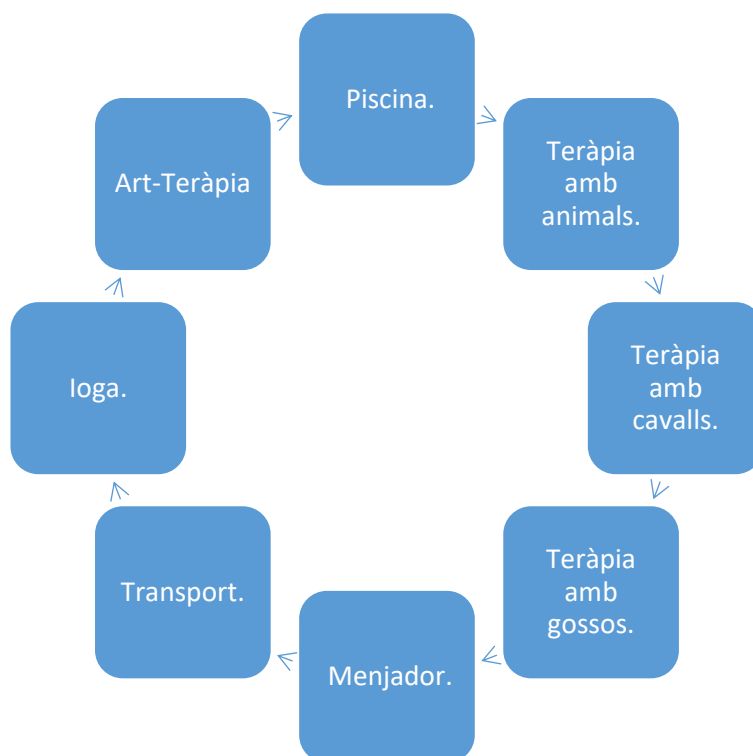 Piscina.
Teràpia
amb
animals.
Teràpia
amb
cavalls.
Teràpia
amb
gossos.
Menjador.
Transport.
Ioga.
Art-Teràpia